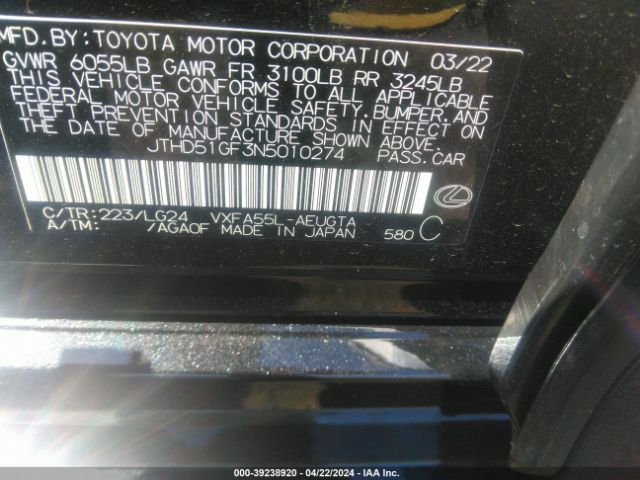 MFD. BY: TOYOTA MOTOR CORPORATION 03/22
GVWR 6055LB GAWR FR 3100LB RR 3245LB
THIS VEHICLE CONFORMS TO ALL APPLICABLE
FEDERAL MOTOR VEHICLE SAFETY, BUMPER, AND
THEFT PREVENTION STANDARDS IN EFFECT ON
THE DATE OF MANUFACTURE SHOWN ABOVE.
JTHD51GF3N5010274 PASS.CAR
C/TR: 223/LG24 VXFA55L-AEUGTA
A/TM: /AGA0F MADE IN JAPAN 580 C
000-39238920 - 04/22/2024 - IAA Inc.